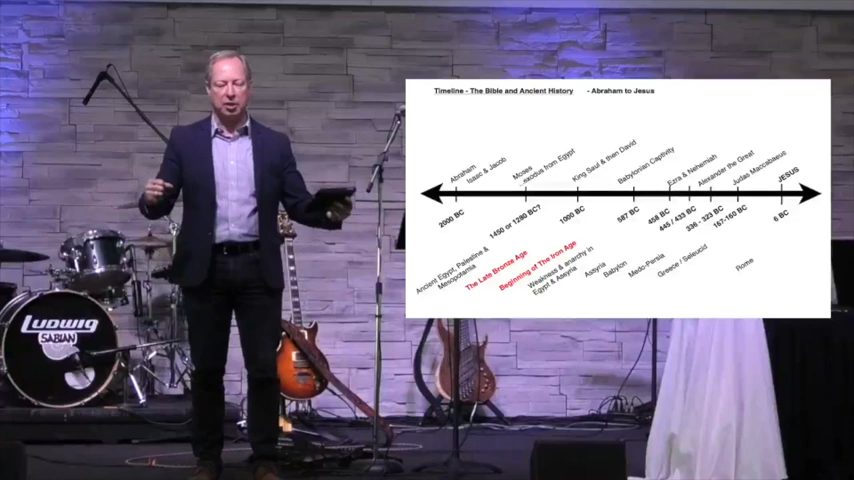 Timeline - The Bible and Ancient History - Abraham to Jesus
Abraham
Isaac & Jacob
Moses
...exodus from Egypt
King Saul & then David
Babylonian Captivity
Ezra & Nehemiah
Alexander the Great
Judas Maccabaeus
JESUS
2000 BC
1450 or 1280 BC?
1000 BC
587 BC
458 BC
445 / 433 BC
336 - 323 BC
167-160 BC
6 BC
Ancient Egypt, Palestine &
Mesopotamia
The Late Bronze Age
Beginning of The Iron Age
Weakness & anarchy in
Egypt & Assyria
Assyria
Babylon
Medo-Persia
Greece / Seleucid
Rome
Ludwig
SABIAN